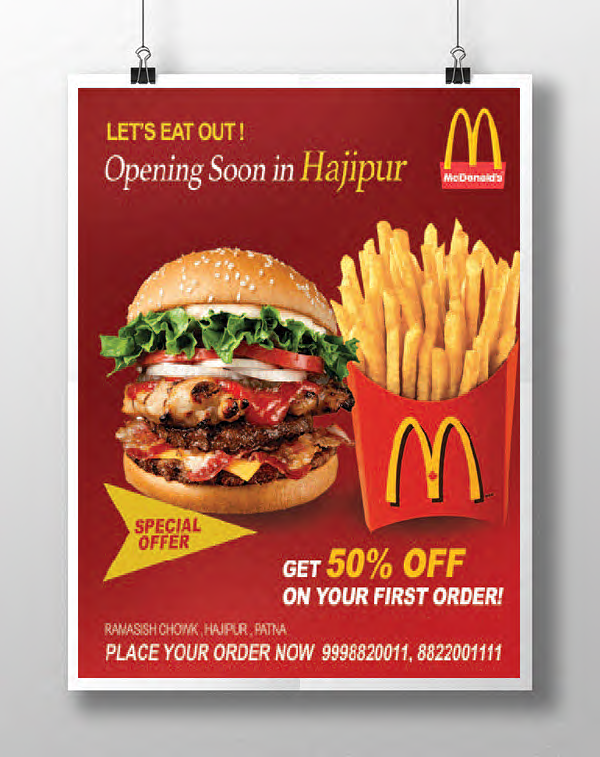 LET'S EAT OUT !
Opening Soon in Hajipur
McDonald's
SPECIAL
OFFER
GET 50% OFF
ON YOUR FIRST ORDER!
RAMASISH CHOWK , HAJIPUR , PATNA
PLACE YOUR ORDER NOW 9998820011, 8822001111